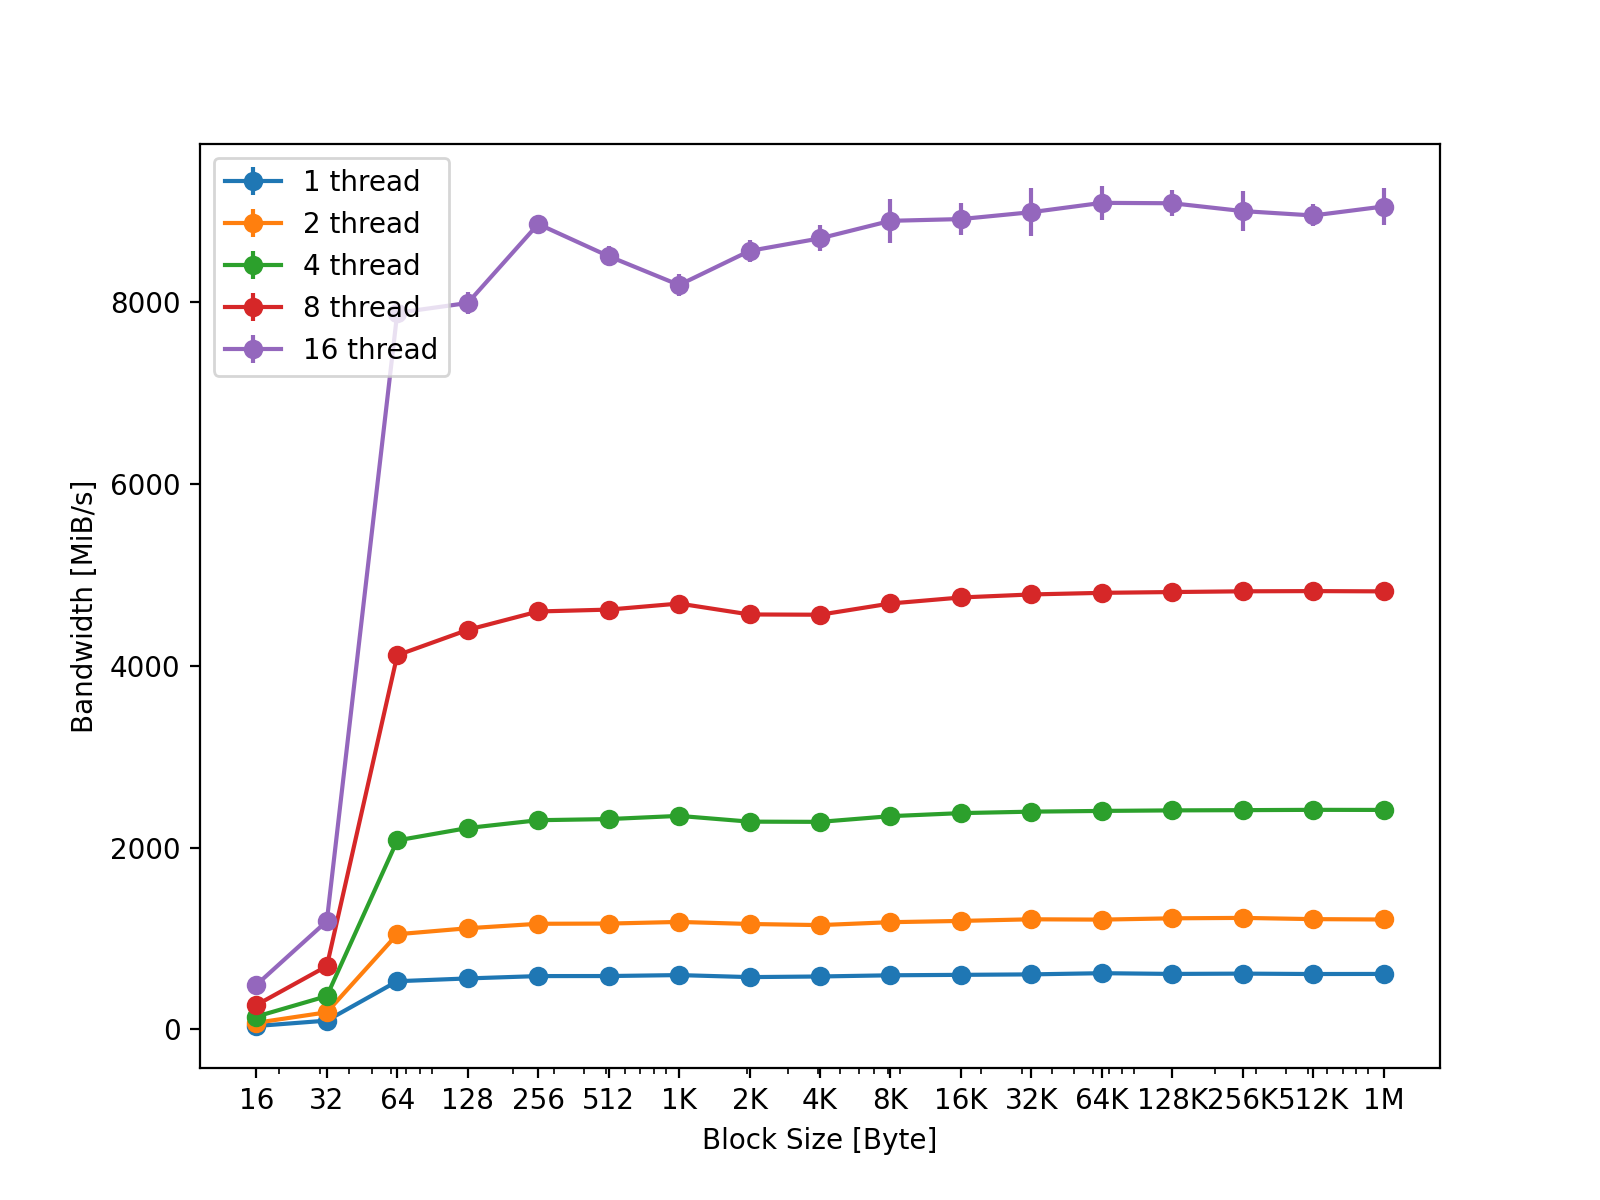 1 thread
2 thread
4 thread
8 thread
16 thread
8000
6000
4000
2000
0
Bandwidth [MiB/s]
16 32 64 128 256 512 1K 2K 4K 8K 16K 32K 64K 128K 256K 512K 1M
Block Size [Byte]